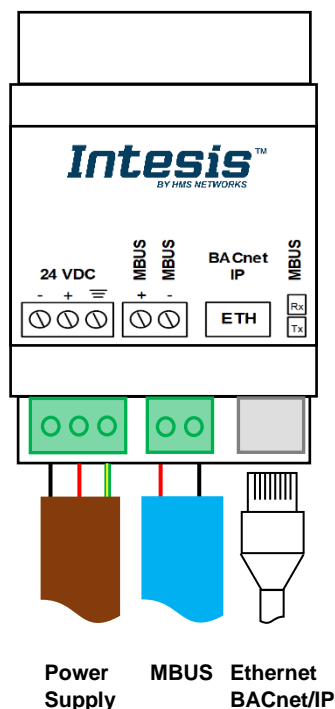 Intesis™
BY HMS NETWORKS
24 VDC
- + 
MBUS
MBUS
+ -
BACnet
IP
ETH
MBUS
Rx
Tx
Power
Supply
MBUS
Ethernet
BACnet/IP